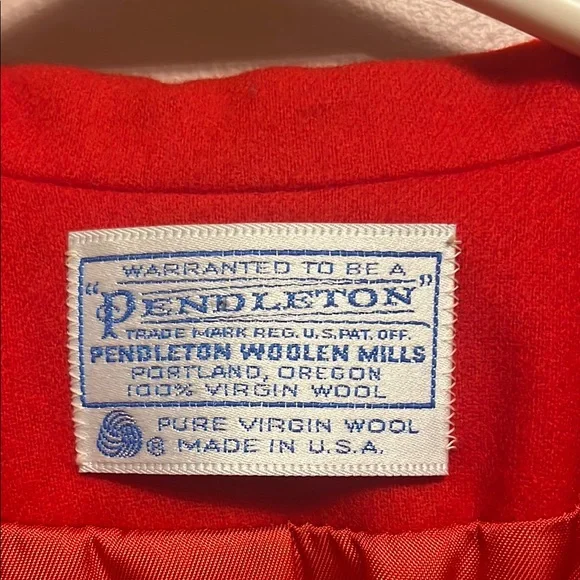 WARRANTED TO BE A
"PENDLETON"
TRADE MARK REG. U.S. PAT. OFF.
PENDLETON WOOLEN MILLS
PORTLAND, OREGON
100% VIRGIN WOOL
PURE VIRGIN WOOL
® MADE IN U.S.A.